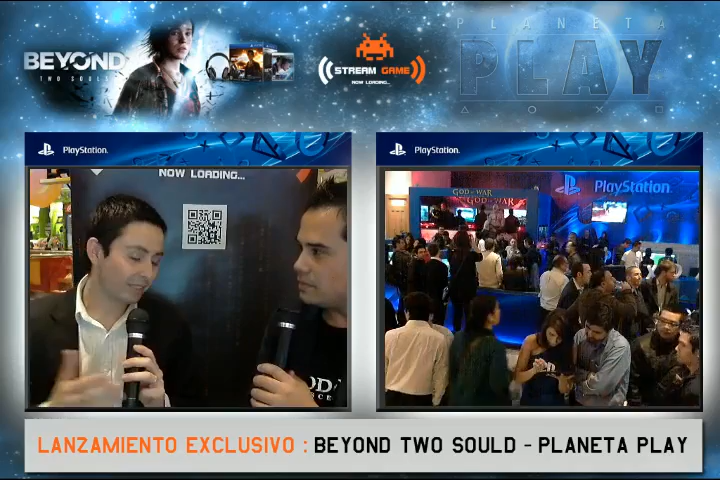 BEYOND
TWO SOULS
STREAM GAME
NOW LOADING...
PLANETA
PLAY
PlayStation.
PlayStation.
NOW LOADING...
GOD OF WAR
GOD OF WAR
PlayStation
LANZAMIENTO EXCLUSIVO : BEYOND TWO SOULD - PLANETA PLAY